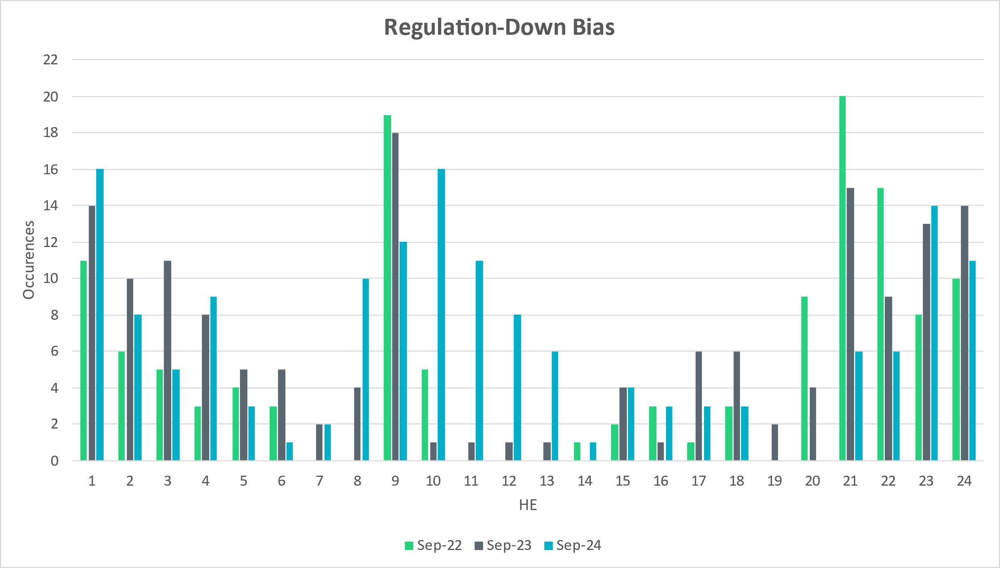 Regulation-Down Bias
22
20
18
16
14
12
10
8
6
4
2
0
Occurences
1 2 3 4 5 6 7 8 9 10 11 12 13 14 15 16 17 18 19 20 21 22 23 24
HE
Sep-22 Sep-23 Sep-24